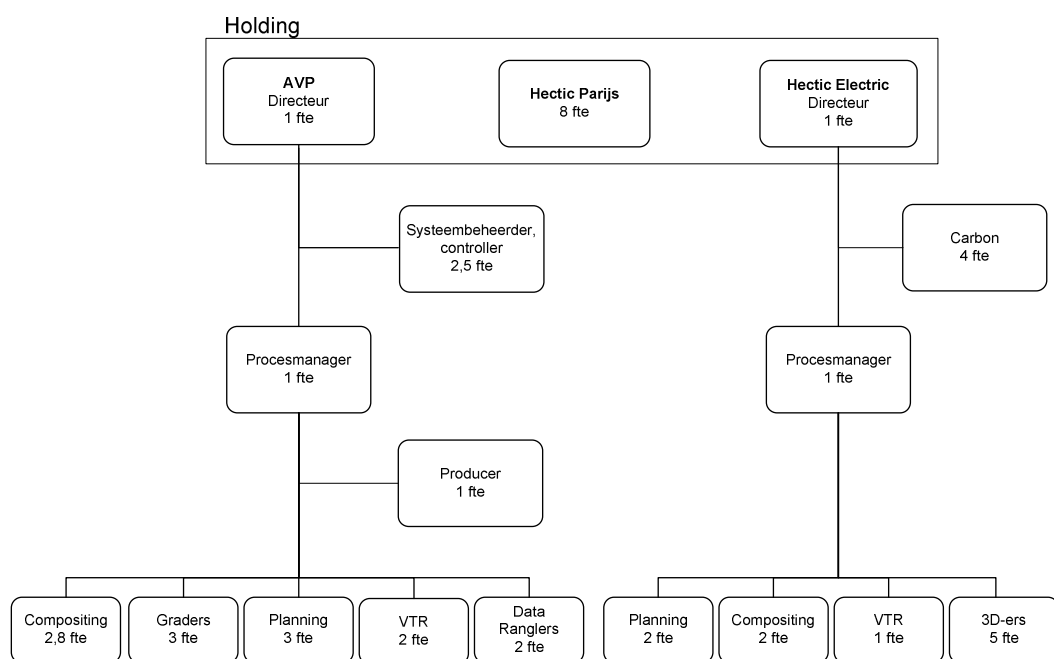 Holding
AVP
Directeur
1 fte
Hectic Parijs
8 fte
Hectic Electric
Directeur
1 fte
Systeembeheerder,
controller
2,5 fte
Carbon
4 fte
Procesmanager
1 fte
Procesmanager
1 fte
Producer
1 fte
Compositing
2,8 fte
Graders
3 fte
Planning
3 fte
VTR
2 fte
Data
Ranglers
2 fte
Planning
2 fte
Compositing
2 fte
VTR
1 fte
3D-ers
5 fte